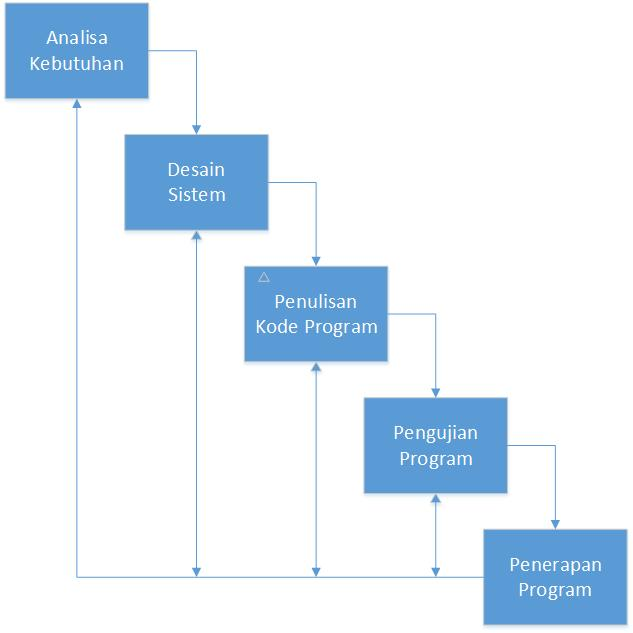 Analisa
Kebutuhan
Desain
Sistem
Penulisan
Kode Program
Pengujian
Program
Penerapan
Program